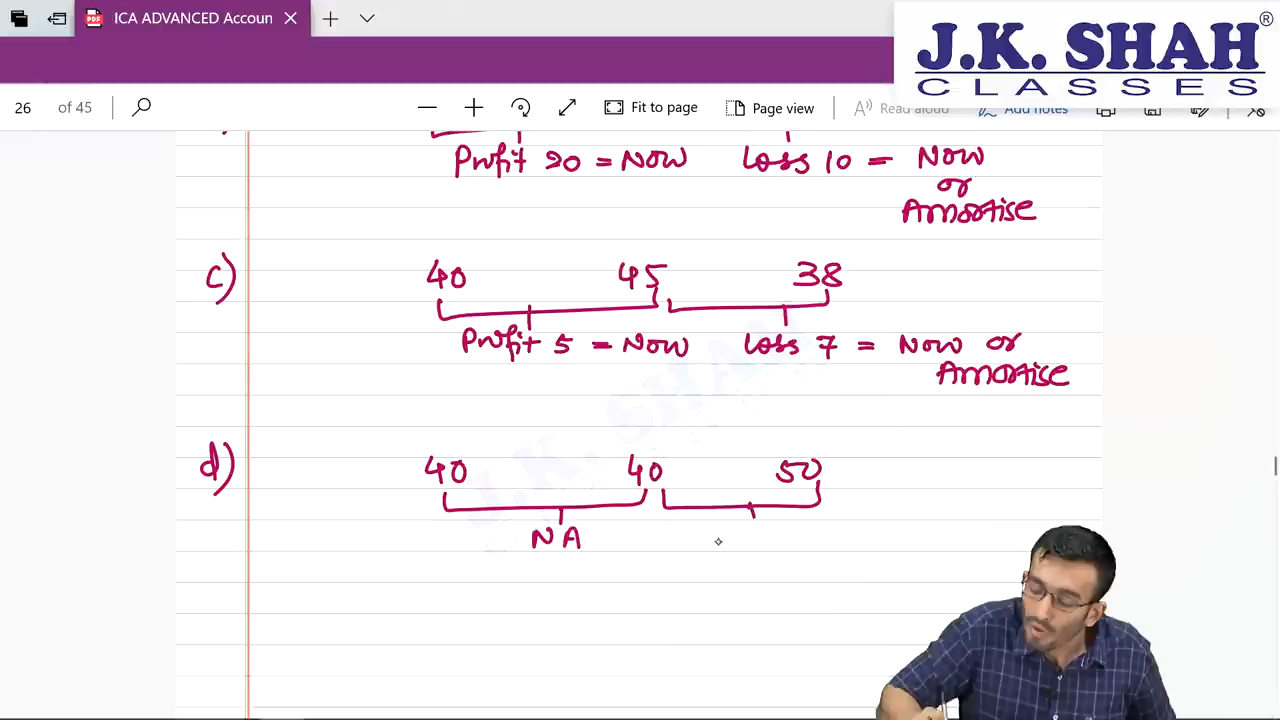 ICA ADVANCED Accoun
J.K. SHAH®
CLASSES
26 of 45
Fit to page
Page view
Read aloud
Add notes
Profit 20 = Now Loss 10 = Now
or
Amortise
c) 40 45 38
Profit 5 = Now Loss 7 = Now or
Amortise
J.K. SHAH
d) 40 40 50
NA